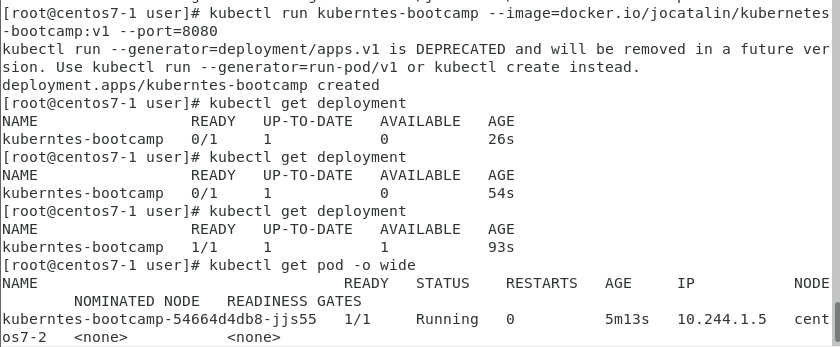 [root@centos7-1 user]# kubectl run kuberntes-bootcamp --image=docker.io/jocatalin/kubernetes
-bootcamp:v1 --port=8080
kubectl run --generator=deployment/apps.v1 is DEPRECATED and will be removed in a future ver
sion. Use kubectl run --generator=run-pod/v1 or kubectl create instead.
deployment.apps/kuberntes-bootcamp created
[root@centos7-1 user]# kubectl get deployment
NAME                 READY   UP-TO-DATE   AVAILABLE   AGE
kuberntes-bootcamp   0/1     1            0           26s
[root@centos7-1 user]# kubectl get deployment
NAME                 READY   UP-TO-DATE   AVAILABLE   AGE
kuberntes-bootcamp   0/1     1            0           54s
[root@centos7-1 user]# kubectl get deployment
NAME                 READY   UP-TO-DATE   AVAILABLE   AGE
kuberntes-bootcamp   1/1     1            1           93s
[root@centos7-1 user]# kubectl get pod -o wide
NAME                                  READY   STATUS    RESTARTS   AGE     IP           NODE
        NOMINATED NODE   READINESS GATES
kuberntes-bootcamp-54664d4db8-jjs55   1/1     Running   0          5m13s   10.244.1.5   cent
os7-2   <none>           <none>